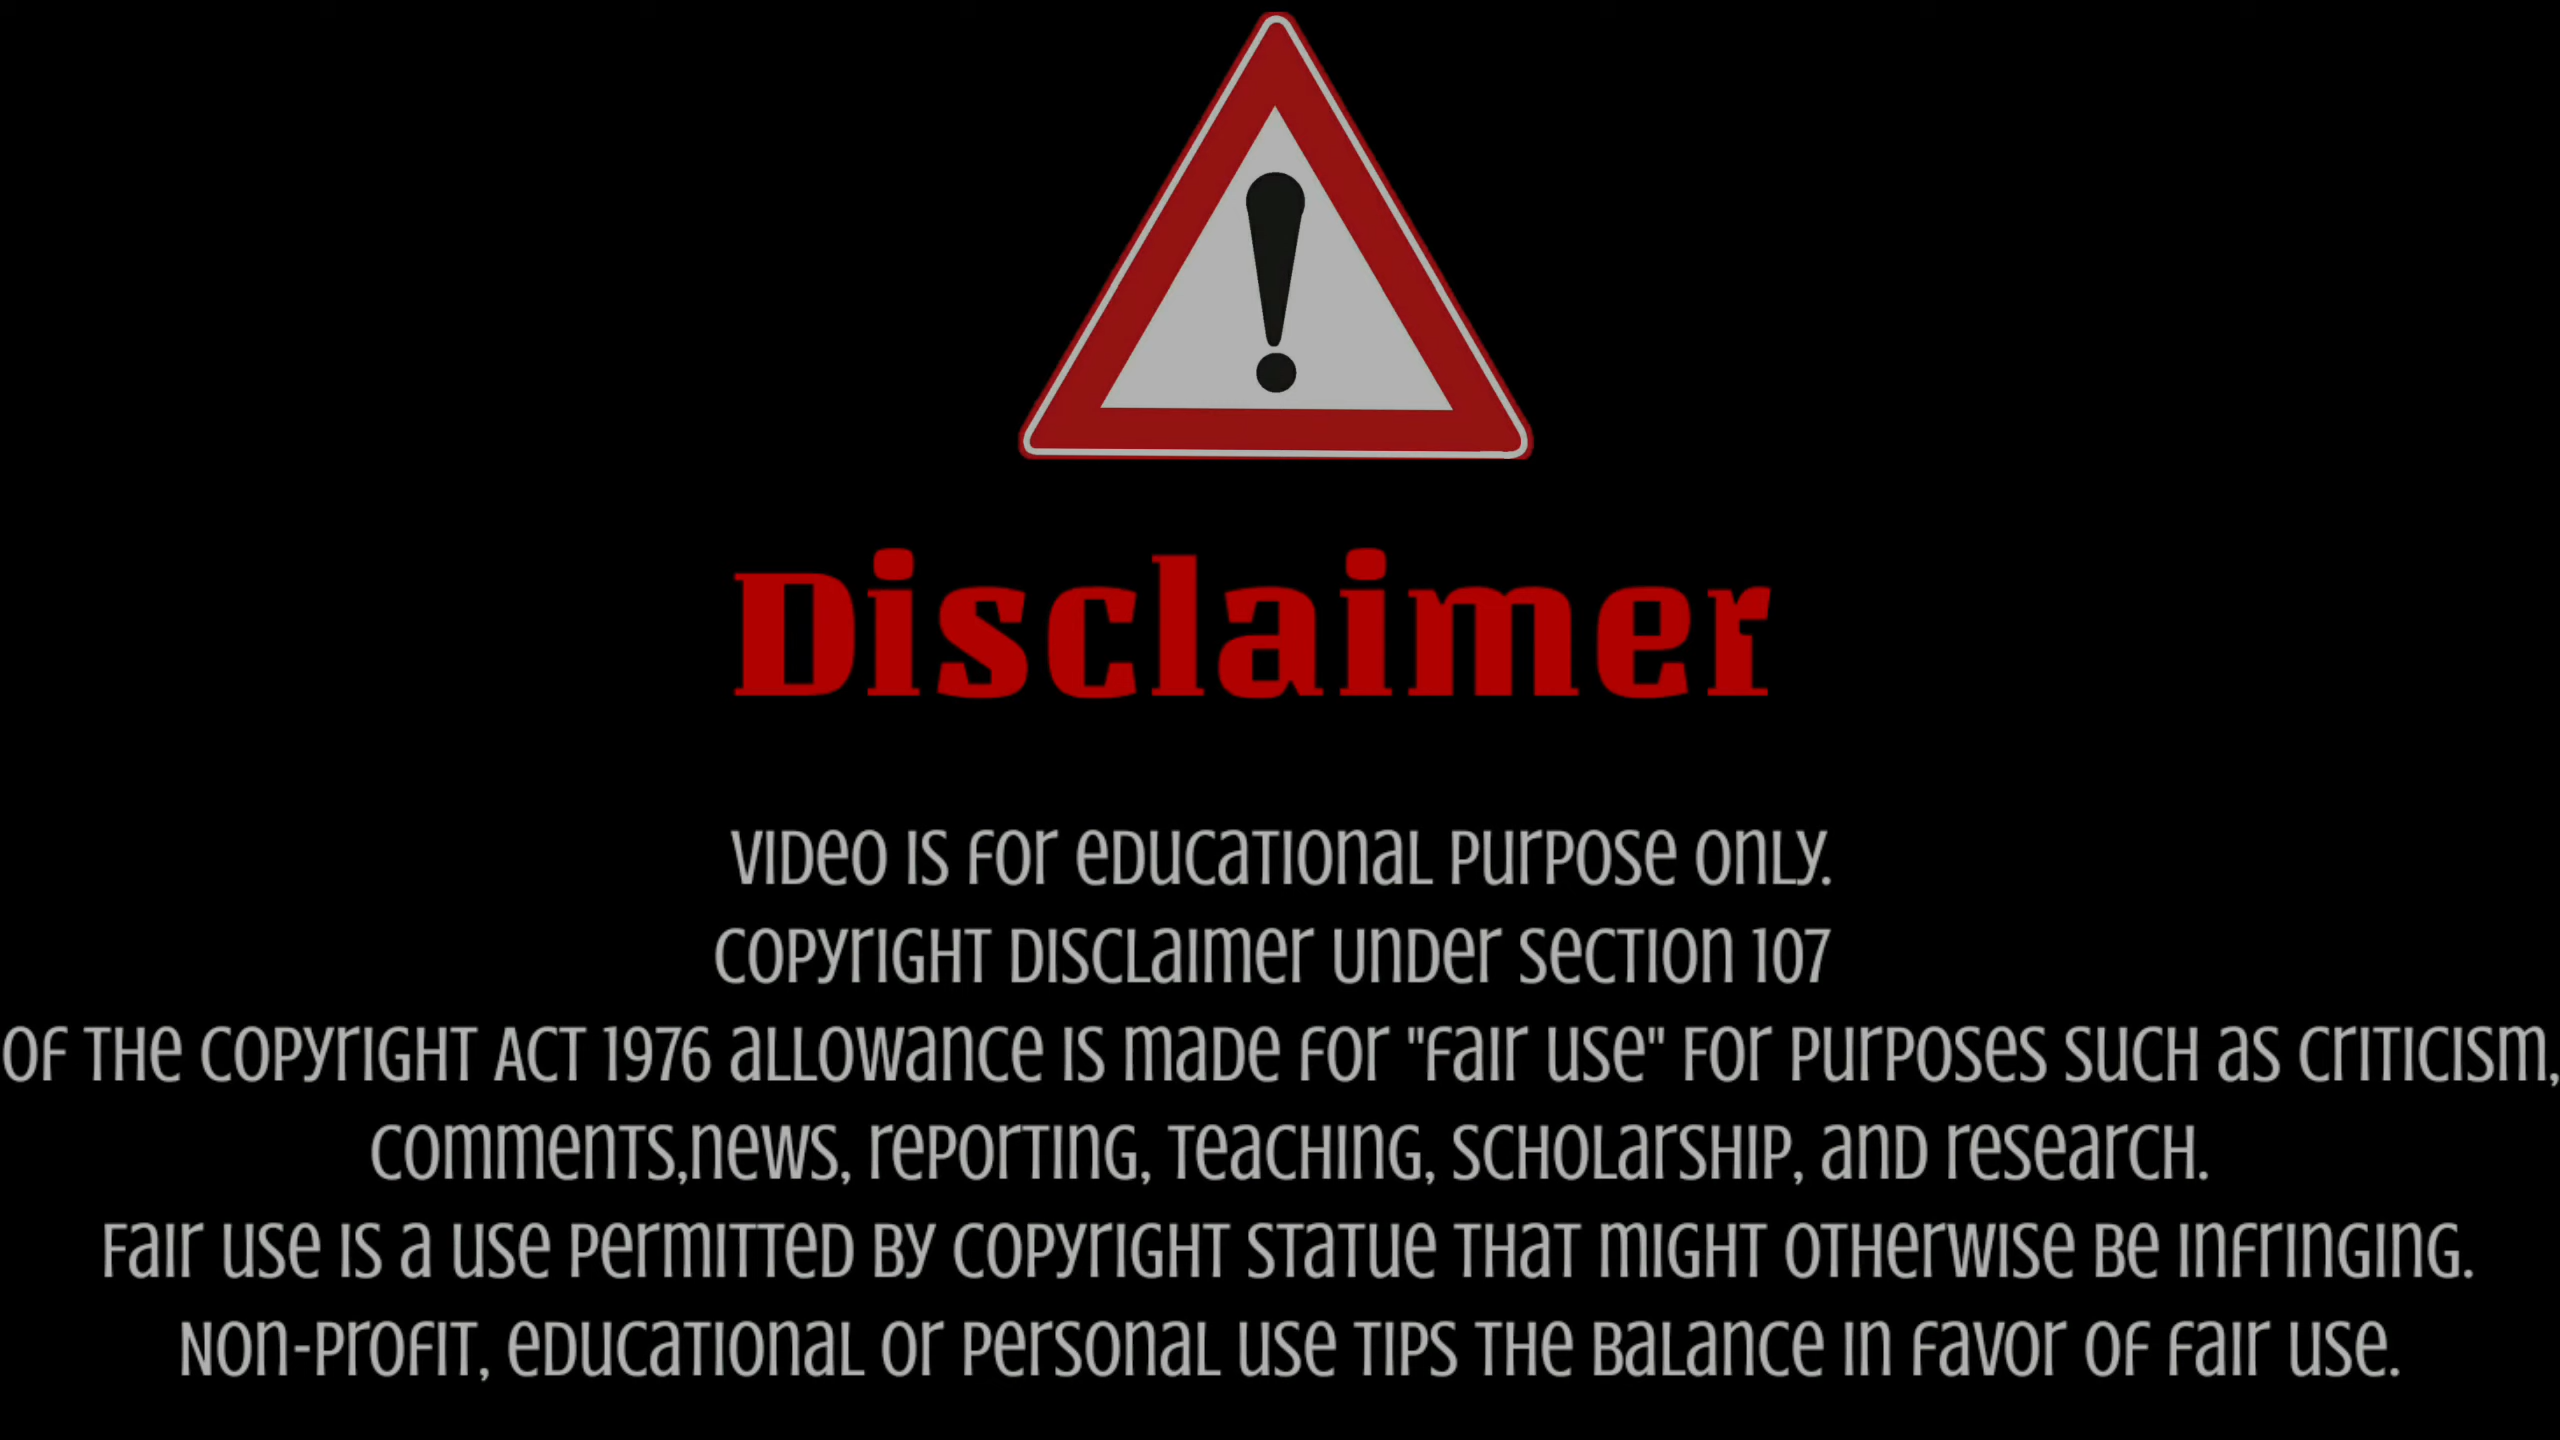 Disclaimer
Video is for educational purpose only.
Copyright Disclaimer Under Section 107
of the Copyright Act 1976 allowance is made for "fair use" for purposes such as criticism,
comments,news, reporting, teaching, scholarship, and research.
Fair use is a use permitted by copyright statue that might otherwise be infringing.
Non-profit, educational or personal use tips the balance in favor of fair use.